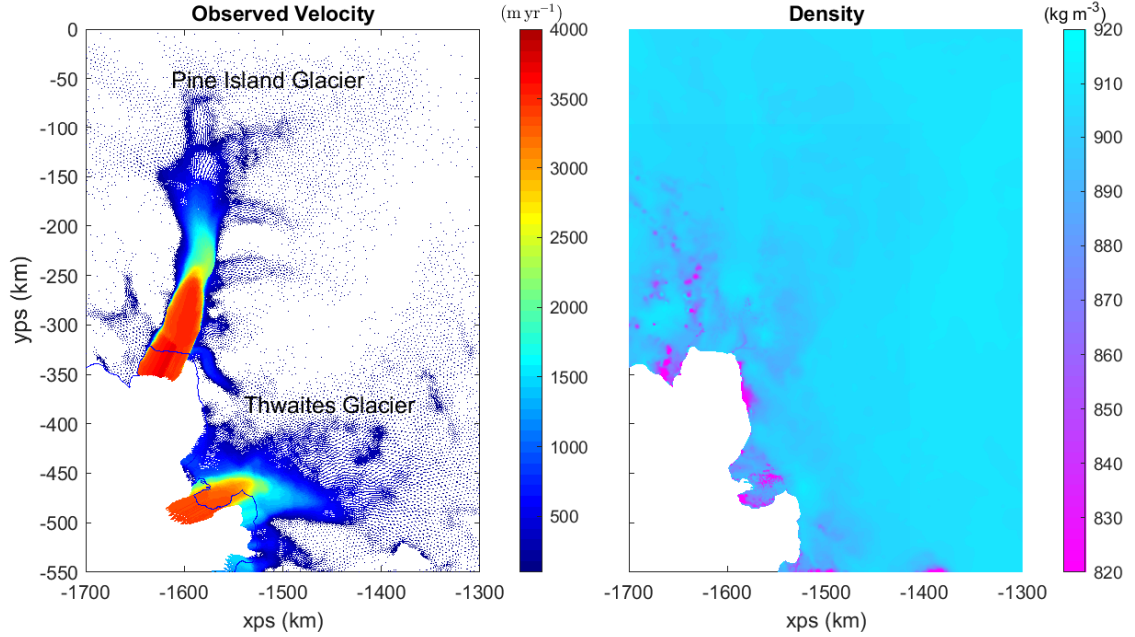 Observed Velocity
(m yr⁻¹)
Density
(kg m⁻³)
Pine Island Glacier
Thwaites Glacier
0
-50
-100
-150
-200
-250
-300
-350
-400
-450
-500
-550
yps (km)
-1700 -1600 -1500 -1400 -1300
xps (km)
4000
3500
3000
2500
2000
1500
1000
500
-1700 -1600 -1500 -1400 -1300
xps (km)
920
910
900
890
880
870
860
850
840
830
820